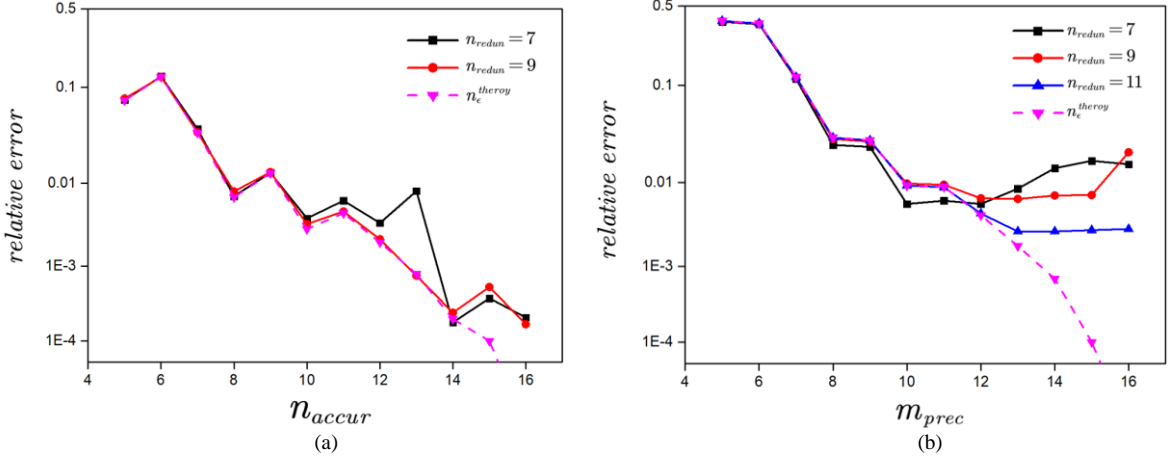 0.5
0.1
0.01
1E-3
1E-4
relative error
n_redun = 7
n_redun = 9
n_ϵ^theroy
4 6 8 10 12 14 16
n_accur
(a)
0.5
0.1
0.01
1E-3
1E-4
relative error
n_redun = 7
n_redun = 9
n_redun = 11
n_ϵ^theroy
4 6 8 10 12 14 16
m_prec
(b)